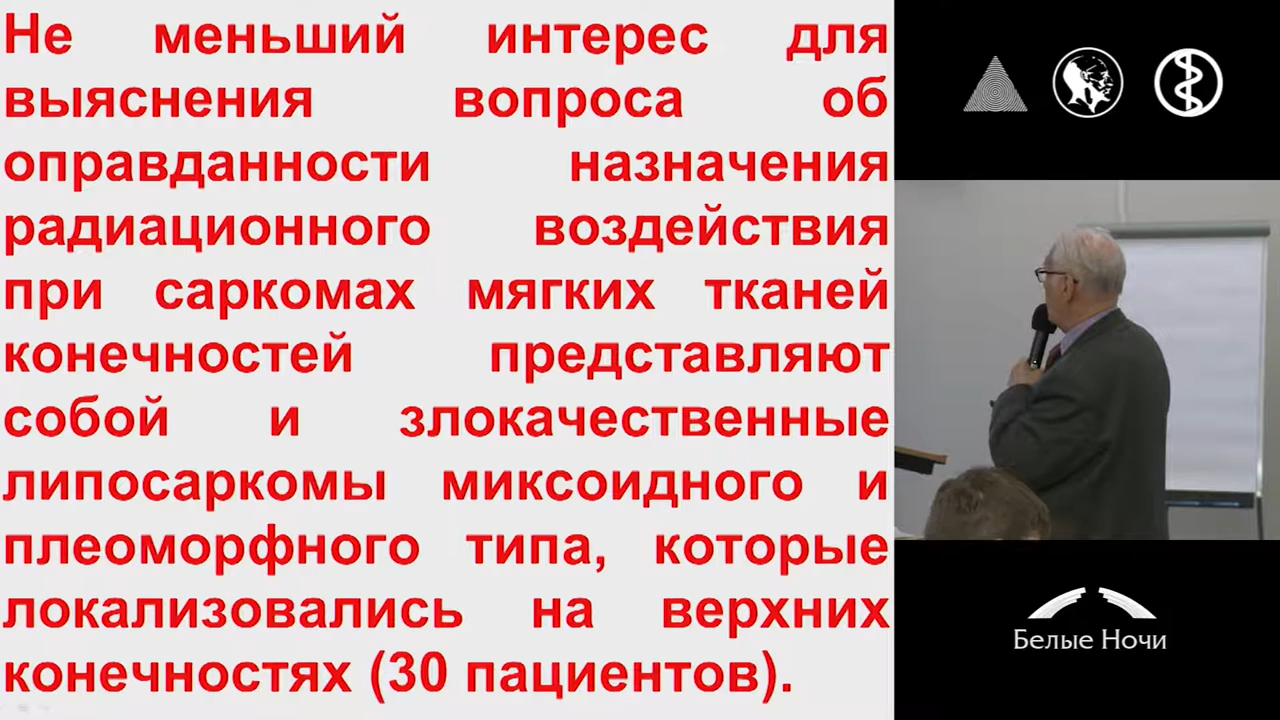 Не меньший интерес для
выяснения вопроса об
оправданности назначения
радиационного воздействия
при саркомах мягких тканей
конечностей представляют
собой и злокачественные
липосаркомы миксоидного и
плеоморфного типа, которые
локализовались на верхних
конечностях (30 пациентов).
Белые Ночи